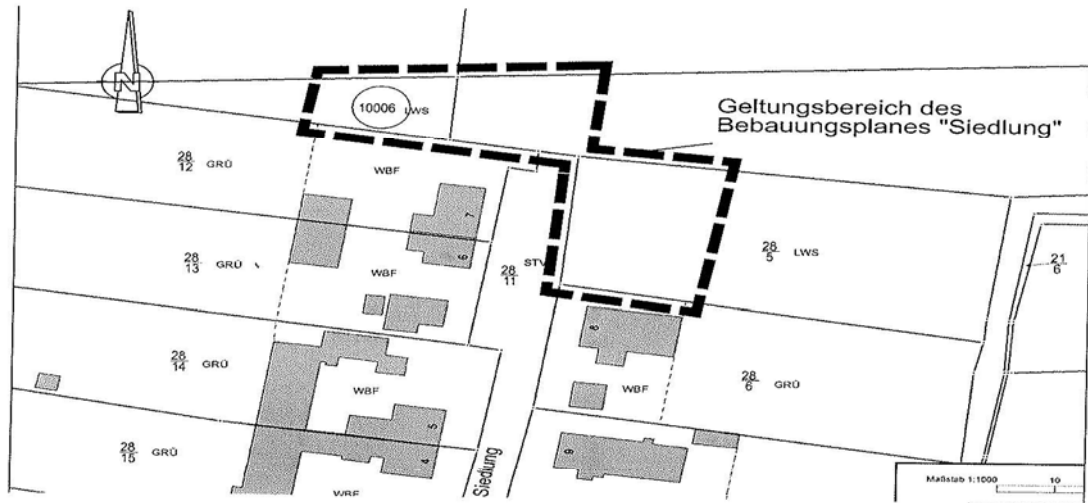 N
10006 LWS
Geltungsbereich des
Bebauungsplanes "Siedlung"
28
12 GRÜ
WBF
7
6
28
13 GRÜ
WBF
STV
28
11
28
5 LWS
21
6
8
28
14 GRÜ
WBF
WBF
28
6 GRÜ
5
4
9
28
15 GRÜ
WBF
Siedlung
Maßstab 1:1000 10